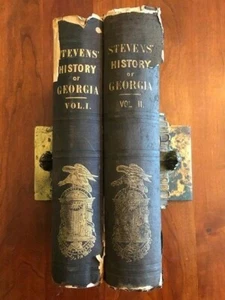 STEVENS'
HISTORY
OF
GEORGIA
VOL. I.
STEVENS'
HISTORY
OF
GEORGIA
VOL II.